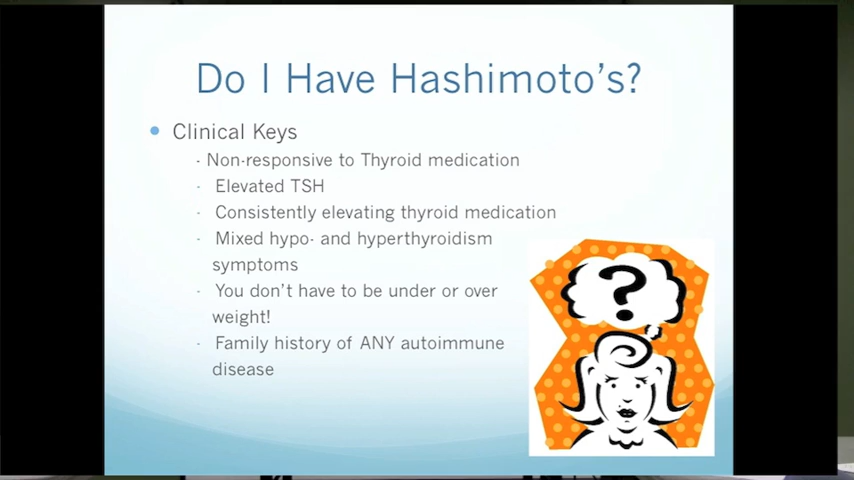 Do I Have Hashimoto's?
• Clinical Keys
- Non-responsive to Thyroid medication
- Elevated TSH
- Consistently elevating thyroid medication
- Mixed hypo- and hyperthyroidism
symptoms
- You don't have to be under or over
weight!
- Family history of ANY autoimmune
disease
?